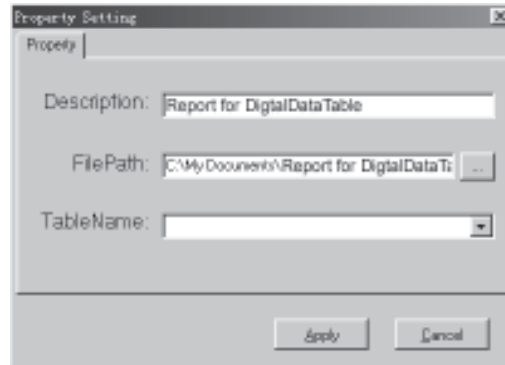 Property Setting
Property
Description: Report for DigtalDataTable
FilePath: C:\My Documents\Report for DigtalDataTa ...
TableName:
Apply Cancel